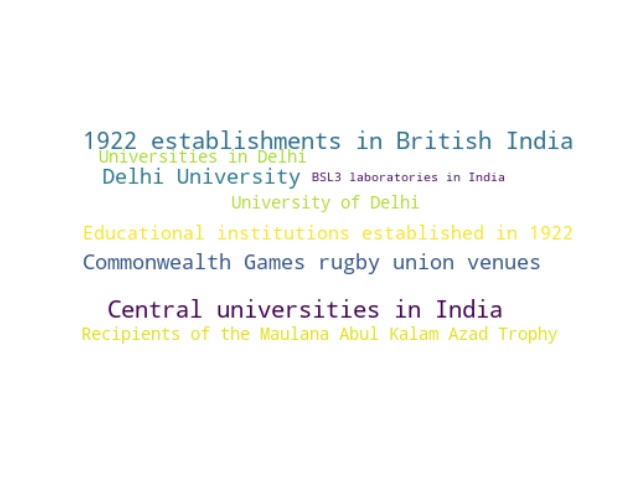 1922 establishments in British India
Universities in Delhi
Delhi University
BSL3 laboratories in India
University of Delhi
Educational institutions established in 1922
Commonwealth Games rugby union venues
Central universities in India
Recipients of the Maulana Abul Kalam Azad Trophy